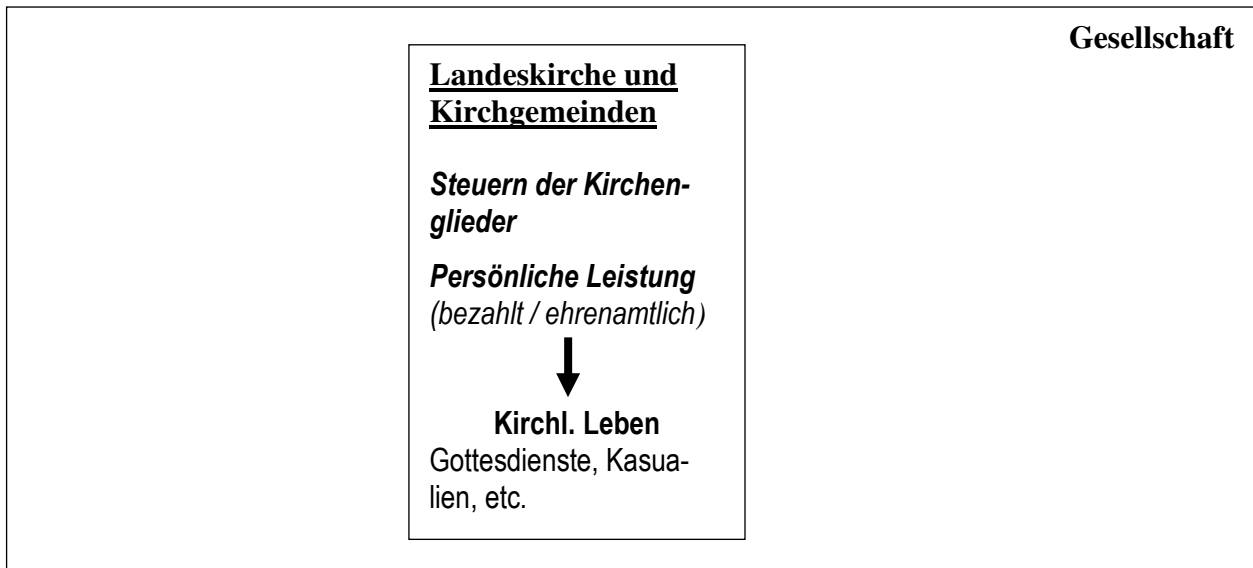 Gesellschaft
Landeskirche und
Kirchgemeinden
Steuern der Kirchen-
glieder
Persönliche Leistung
(bezahlt / ehrenamtlich)
Kirchl. Leben
Gottesdienste, Kasua-
lien, etc.